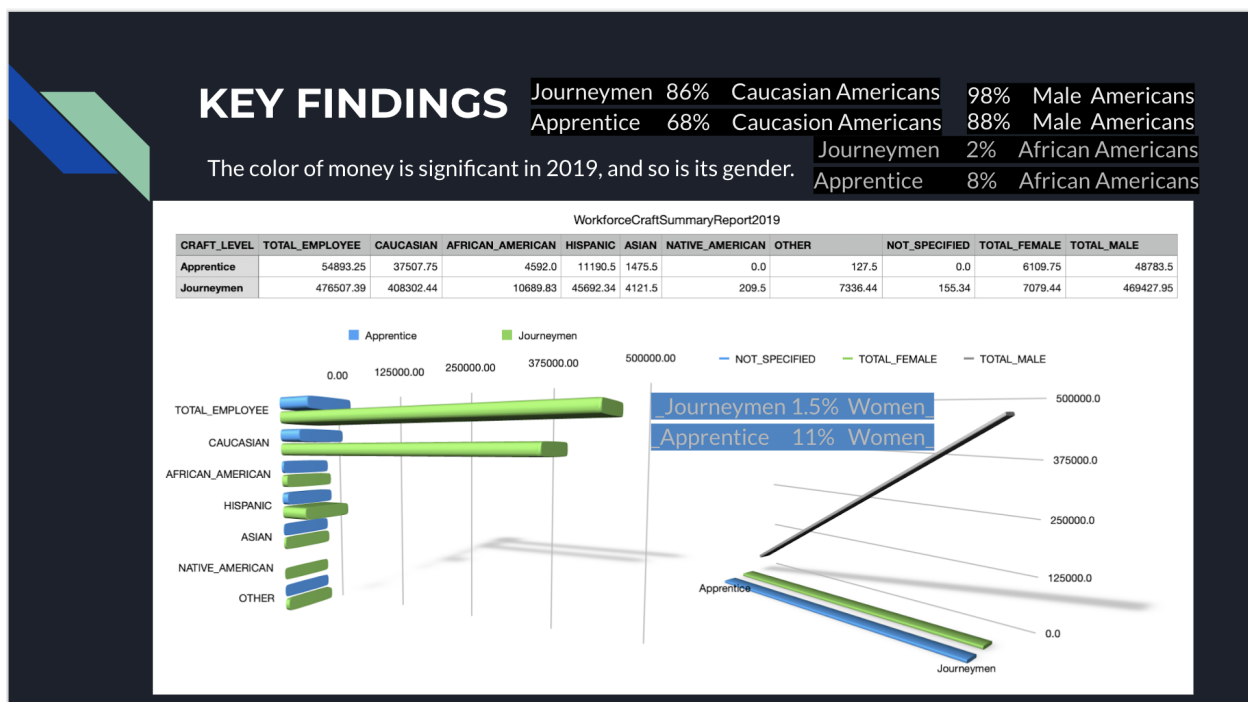 KEY FINDINGS
Journeymen 86% Caucasian Americans
Apprentice 68% Caucasion Americans
98% Male Americans
88% Male Americans
Journeymen 2% African Americans
Apprentice 8% African Americans
The color of money is significant in 2019, and so is its gender.
WorkforceCraftSummaryReport2019
CRAFT_LEVEL TOTAL_EMPLOYEE CAUCASIAN AFRICAN_AMERICAN HISPANIC ASIAN NATIVE_AMERICAN OTHER NOT_SPECIFIED TOTAL_FEMALE TOTAL_MALE
Apprentice 54893.25 37507.75 4592.0 11190.5 1475.5 0.0 127.5 0.0 6109.75 48783.5
Journeymen 476507.39 408302.44 10689.83 45692.34 4121.5 209.5 7336.44 155.34 7079.44 469427.95
Apprentice Journeymen
0.00 125000.00 250000.00 375000.00 500000.00
TOTAL_EMPLOYEE
CAUCASIAN
AFRICAN_AMERICAN
HISPANIC
ASIAN
NATIVE_AMERICAN
OTHER
NOT_SPECIFIED TOTAL_FEMALE TOTAL_MALE
_Journeymen 1.5% Women_
_Apprentice 11% Women_
500000.0
375000.0
250000.0
125000.0
0.0
Apprentice
Journeymen